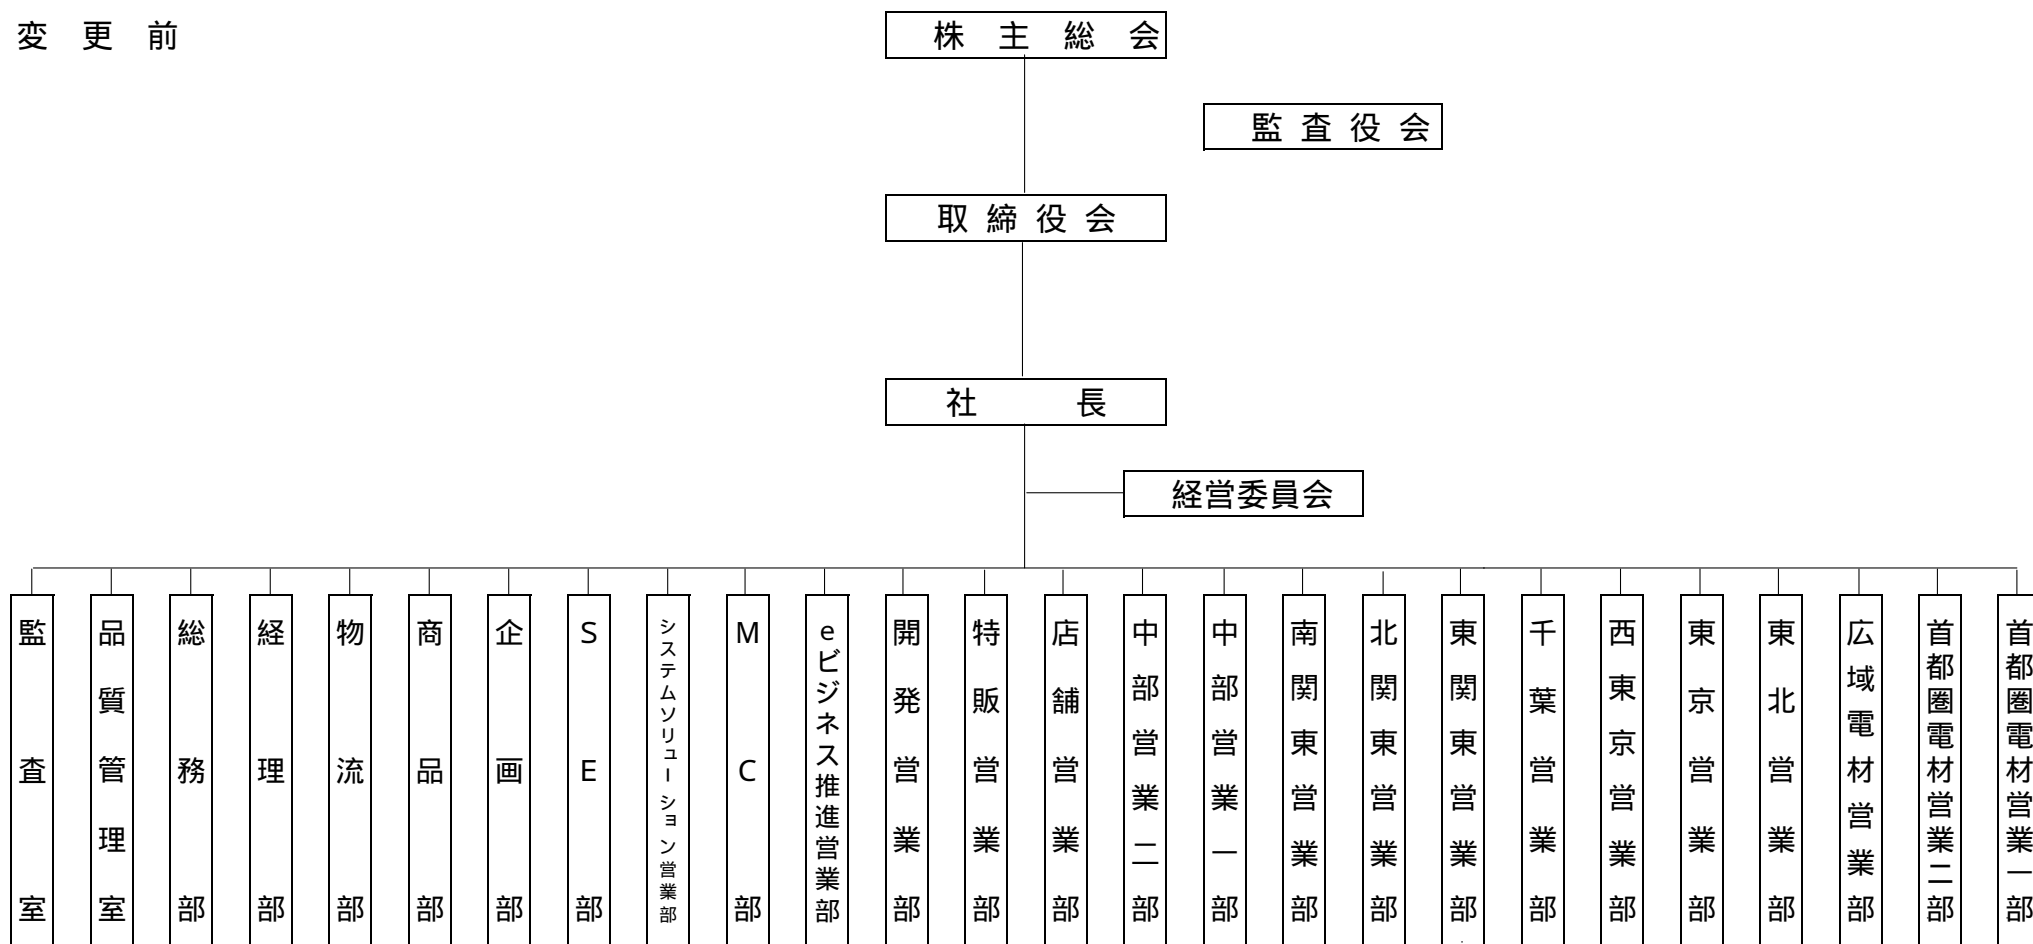 変更前
株主総会
監査役会
取締役会
社長
経営委員会
監査室
品質管理室
総務部
経理部
物流部
商品部
企画部
SE部
システムソリューション営業部
MC部
eビジネス推進営業部
開発営業部
特販営業部
店舗営業部
中部営業二部
中部営業一部
南関東営業部
北関東営業部
東関東営業部
千葉営業部
西東京営業部
東京営業部
東北営業部
広域電材営業部
首都圏電材営業二部
首都圏電材営業一部